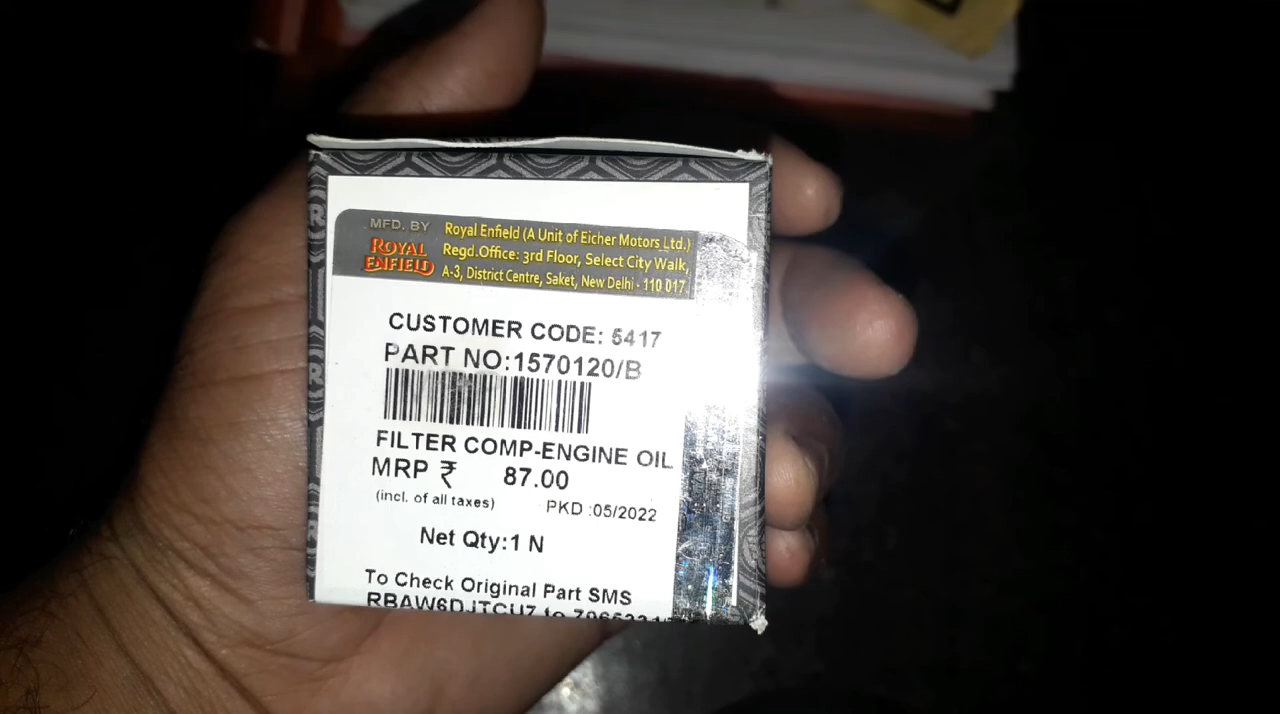 MFD. BY
ROYAL
ENFIELD
Royal Enfield (A Unit of Eicher Motors Ltd.)
Regd.Office: 3rd Floor, Select City Walk,
A-3, District Centre, Saket, New Delhi - 110 017.
CUSTOMER CODE: 5417
PART NO:1570120/B
FILTER COMP-ENGINE OIL
MRP ₹ 87.00
(incl. of all taxes) PKD :05/2022
Net Qty:1 N
To Check Original Part SMS
RBAW6DJTCU7 to